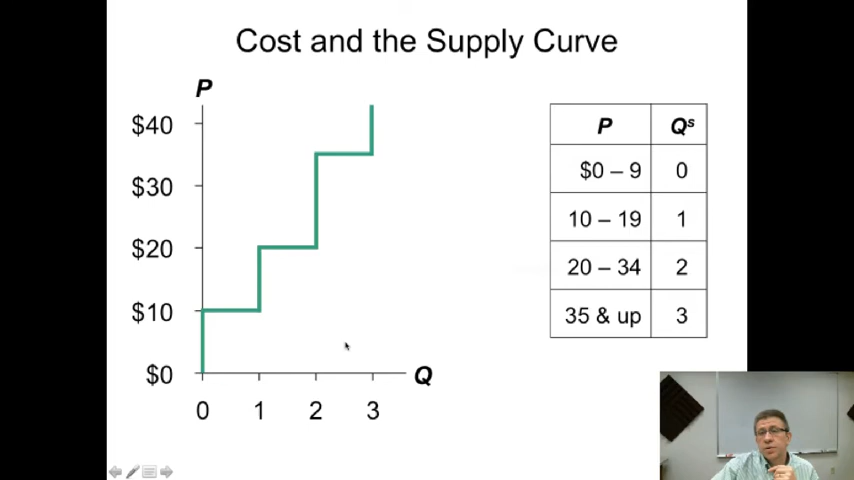 Cost and the Supply Curve
P
$40
$30
$20
$10
$0
0 1 2 3
Q
P Qs
$0 – 9 0
10 – 19 1
20 – 34 2
35 & up 3